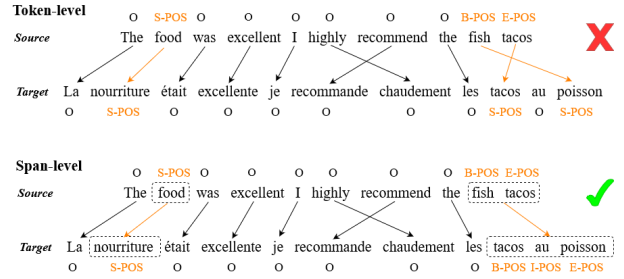 Token-level
O S-POS O O O O O O B-POS E-POS
Source The food was excellent I highly recommend the fish tacos
Target La nourriture était excellente je recommande chaudement les tacos au poisson
O S-POS O O O O O O S-POS O S-POS
Span-level
O S-POS O O O O O O B-POS E-POS
Source The food was excellent I highly recommend the fish tacos
Target La nourriture était excellente je recommande chaudement les tacos au poisson
O S-POS O O O O O O B-POS I-POS E-POS